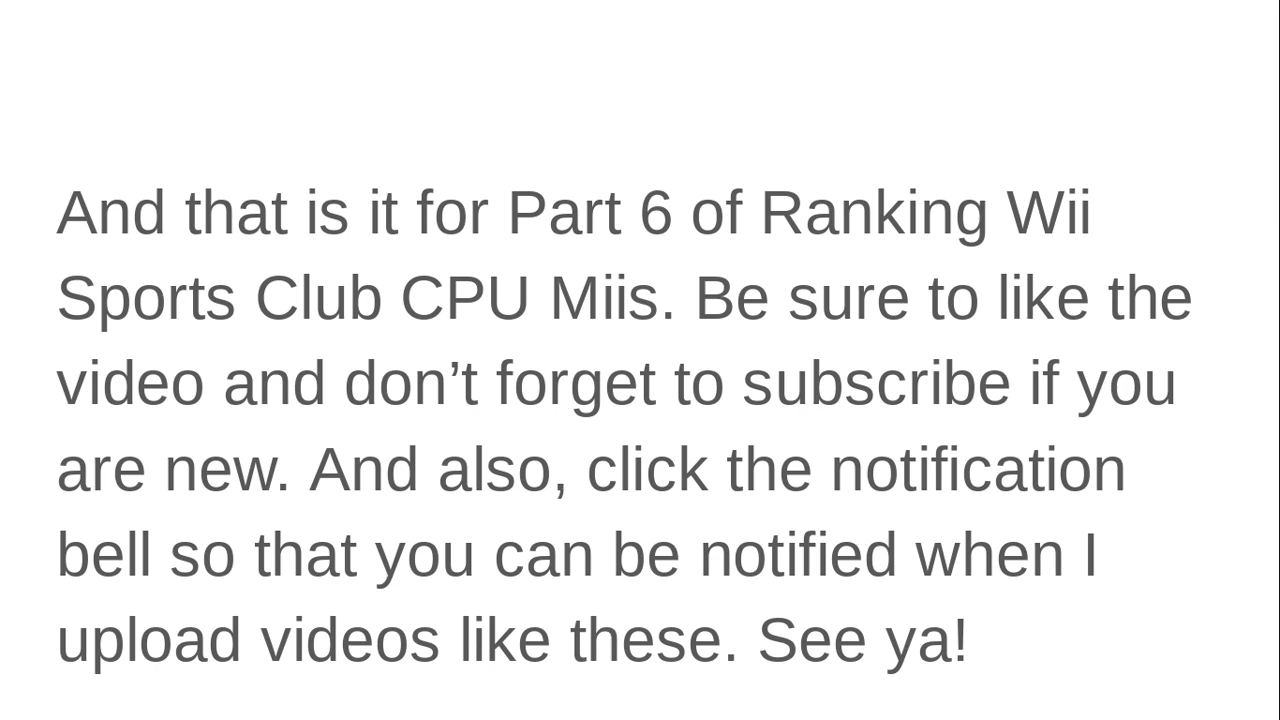 And that is it for Part 6 of Ranking Wii
Sports Club CPU Miis. Be sure to like the
video and don’t forget to subscribe if you
are new. And also, click the notification
bell so that you can be notified when I
upload videos like these. See ya!